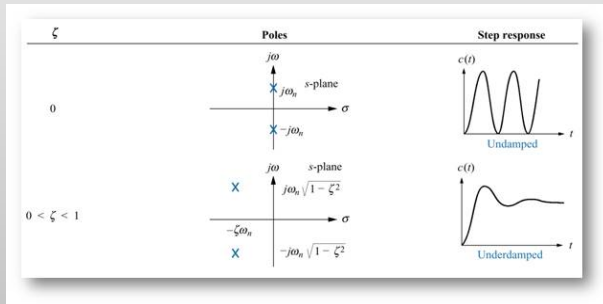 ζ Poles Step response
jω c(t)
jωₙ s-plane
0 σ
−jωₙ t
Undamped
jω s-plane c(t)
jωₙ √1 − ζ²
0 < ζ < 1 σ
−ζωₙ
−jωₙ √1 − ζ² t
Underdamped